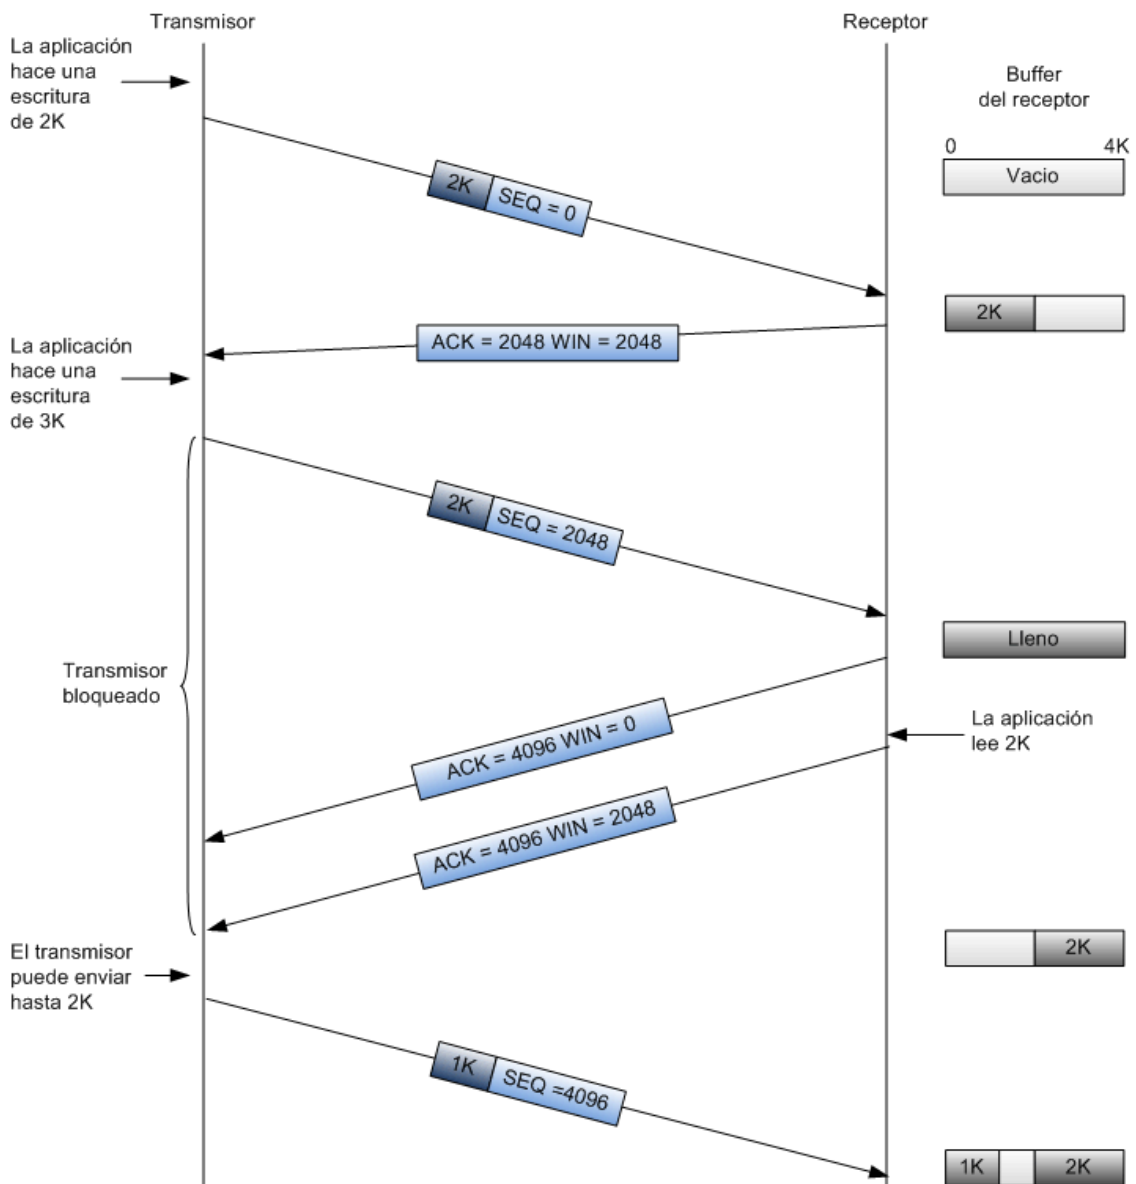 Transmisor
Receptor
La aplicación
hace una
escritura
de 2K
Buffer
del receptor
0 4K
Vacio
2K SEQ = 0
2K
ACK = 2048 WIN = 2048
La aplicación
hace una
escritura
de 3K
2K SEQ = 2048
Lleno
Transmisor
bloqueado
La aplicación
lee 2K
ACK = 4096 WIN = 0
ACK = 4096 WIN = 2048
2K
El transmisor
puede enviar
hasta 2K
1K SEQ =4096
1K 2K